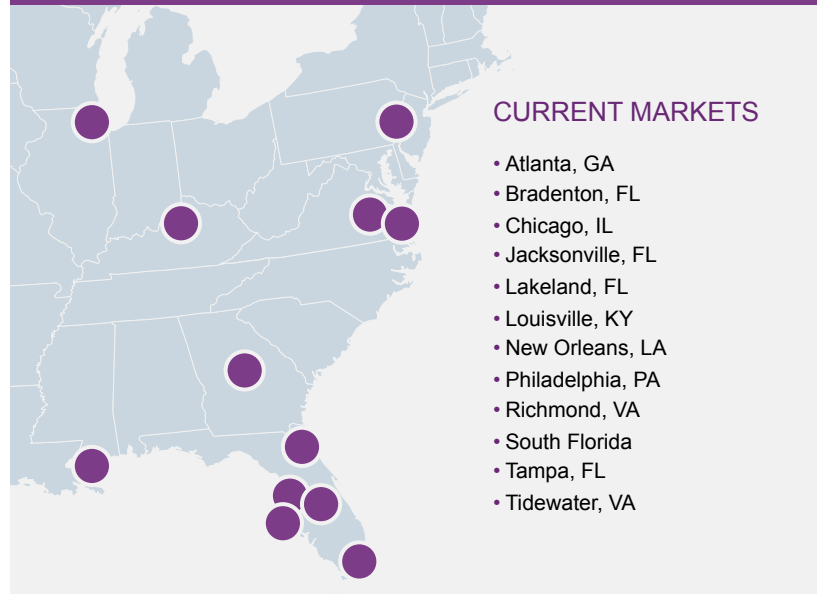 CURRENT MARKETS
• Atlanta, GA
• Bradenton, FL
• Chicago, IL
• Jacksonville, FL
• Lakeland, FL
• Louisville, KY
• New Orleans, LA
• Philadelphia, PA
• Richmond, VA
• South Florida
• Tampa, FL
• Tidewater, VA